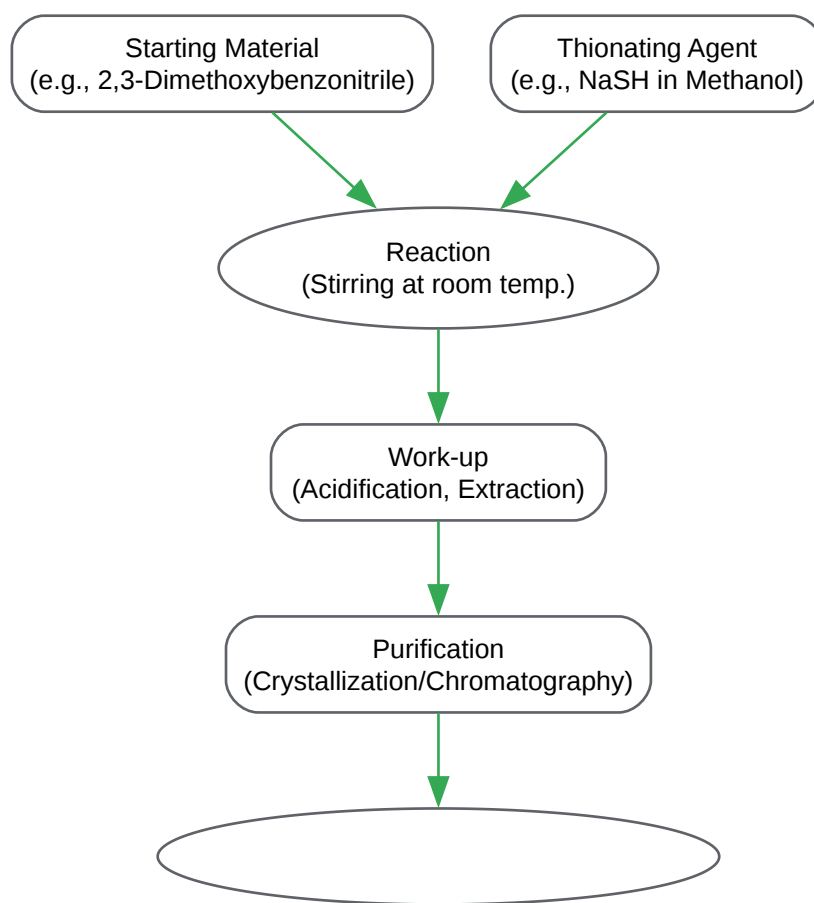 Starting Material
(e.g., 2,3-Dimethoxybenzonitrile)
Thionating Agent
(e.g., NaSH in Methanol)
Reaction
(Stirring at room temp.)
Work-up
(Acidification, Extraction)
Purification
(Crystallization/Chromatography)